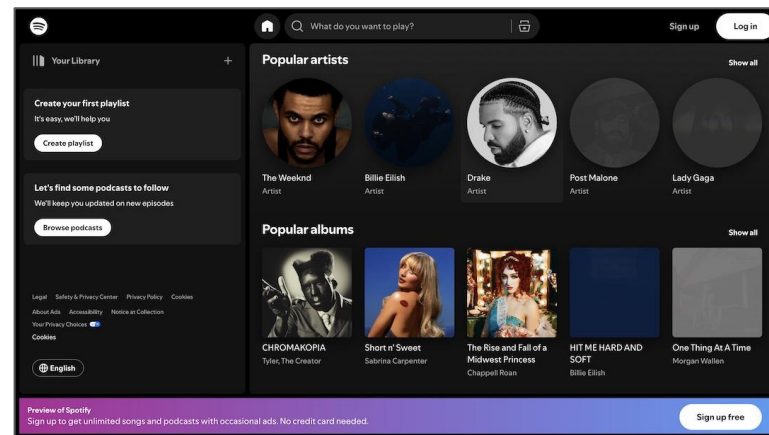 What do you want to play?
Sign up
Log in
Your Library
Create your first playlist
It's easy, we'll help you
Create playlist
Let's find some podcasts to follow
We'll keep you updated on new episodes
Browse podcasts
Legal Safety & Privacy Center Privacy Policy Cookies
About Ads Accessibility Notice at Collection
Your Privacy Choices
Cookies
English
Popular artists
Show all
The Weeknd
Artist
Billie Eilish
Artist
Drake
Artist
Post Malone
Artist
Lady Gaga
Artist
Popular albums
Show all
CHROMAKOPIA
Tyler, The Creator
Short n' Sweet
Sabrina Carpenter
The Rise and Fall of a
Midwest Princess
Chappell Roan
HIT ME HARD AND
SOFT
Billie Eilish
One Thing At A Time
Morgan Wallen
Preview of Spotify
Sign up to get unlimited songs and podcasts with occasional ads. No credit card needed.
Sign up free